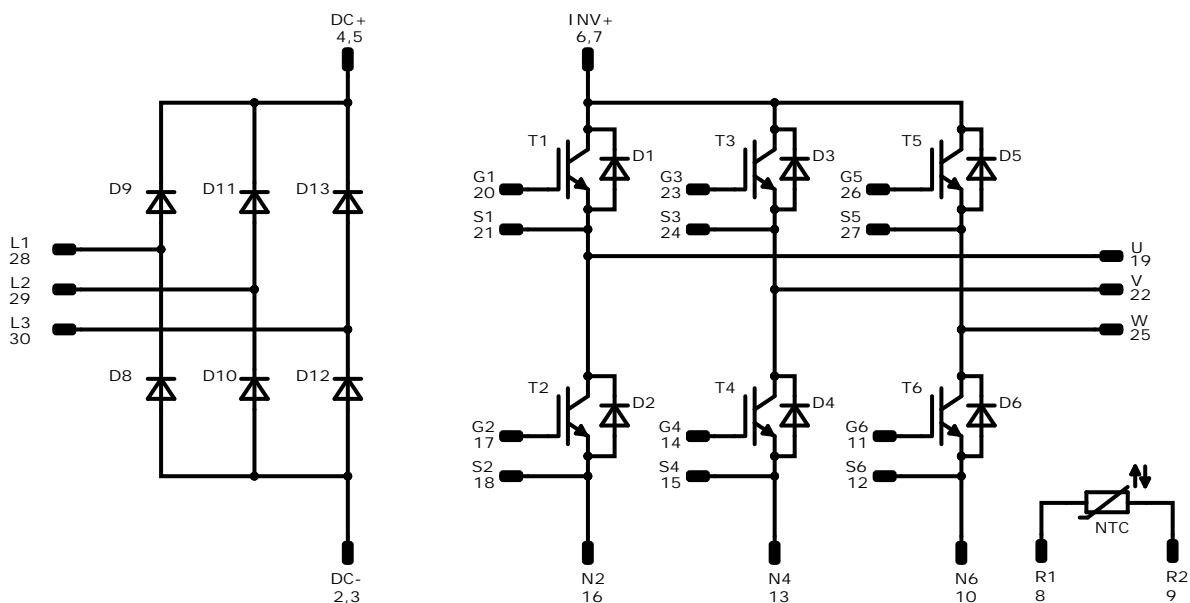 DC+
4,5
INV+
6,7
T1
D1
T3
D3
T5
D5
D9
D11
D13
G1
20
G3
23
G5
26
S1
21
S3
24
S5
27
L1
28
U
19
L2
29
V
22
L3
30
W
25
D8
D10
D12
T2
D2
T4
D4
T6
D6
G2
17
G4
14
G6
11
S2
18
S4
15
S6
12
NTC
DC-
2,3
N2
16
N4
13
N6
10
R1
8
R2
9